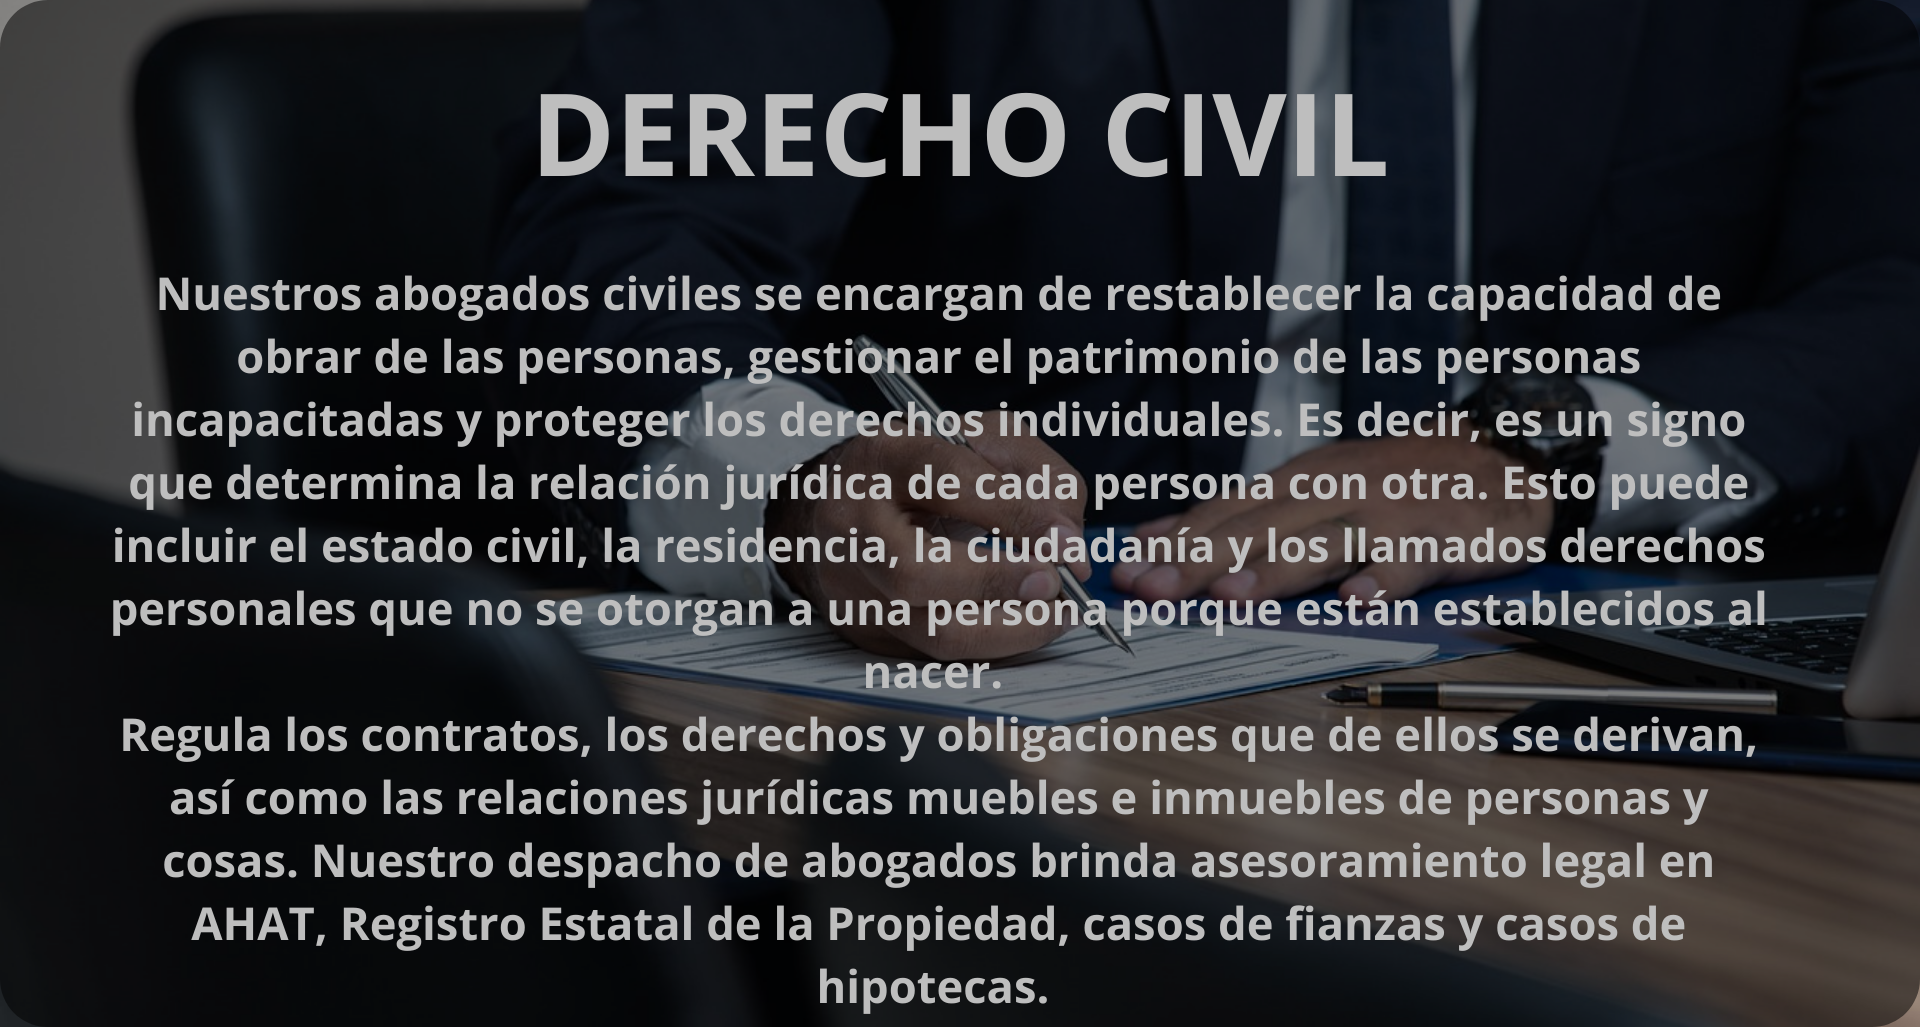 DERECHO CIVIL
Nuestros abogados civiles se encargan de restablecer la capacidad de
obrar de las personas, gestionar el patrimonio de las personas
incapacitadas y proteger los derechos individuales. Es decir, es un signo
que determina la relación jurídica de cada persona con otra. Esto puede
incluir el estado civil, la residencia, la ciudadanía y los llamados derechos
personales que no se otorgan a una persona porque están establecidos al
nacer.
Regula los contratos, los derechos y obligaciones que de ellos se derivan,
así como las relaciones jurídicas muebles e inmuebles de personas y
cosas. Nuestro despacho de abogados brinda asesoramiento legal en
AHAT, Registro Estatal de la Propiedad, casos de fianzas y casos de
hipotecas.